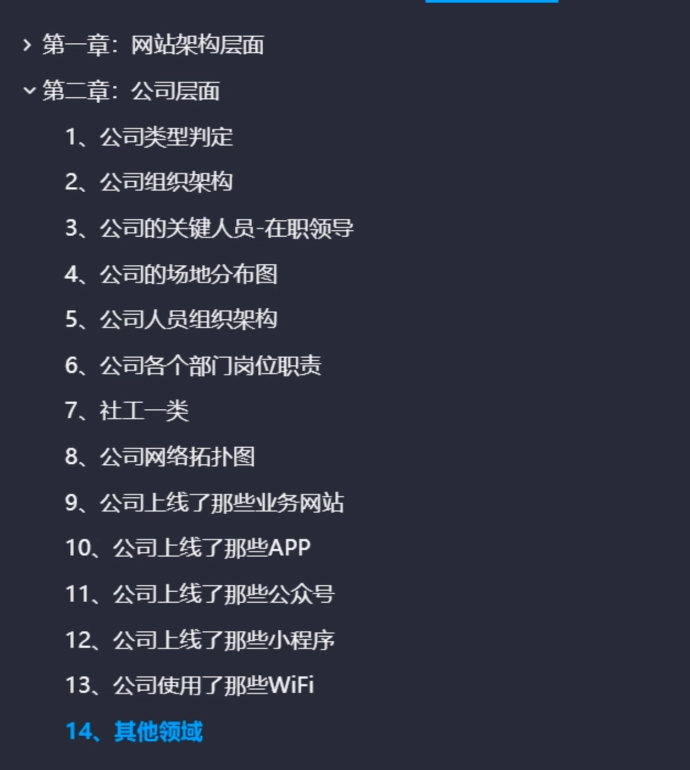 第一章：网站架构层面
第二章：公司层面
1、公司类型判定
2、公司组织架构
3、公司的关键人员-在职领导
4、公司的场地分布图
5、公司人员组织架构
6、公司各个部门岗位职责
7、社工一类
8、公司网络拓扑图
9、公司上线了那些业务网站
10、公司上线了那些APP
11、公司上线了那些公众号
12、公司上线了那些小程序
13、公司使用了那些WiFi
14、其他领域